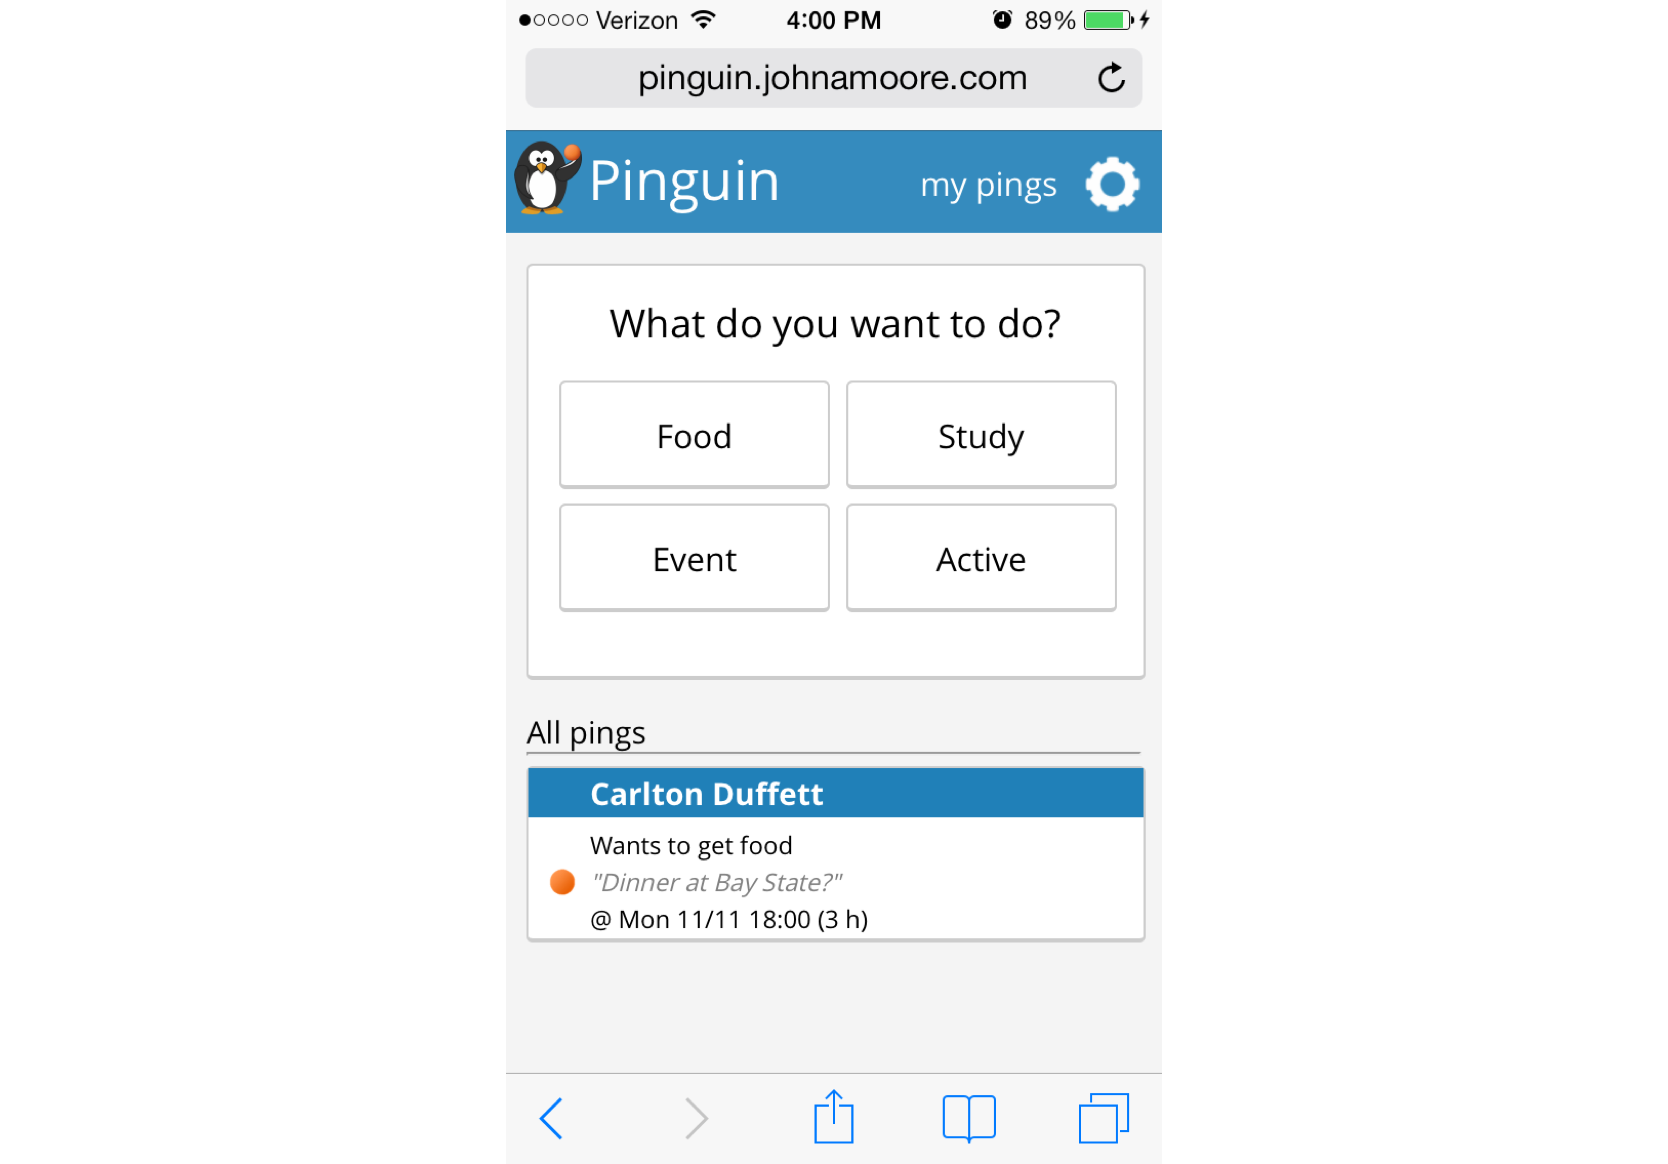 Verizon 4:00 PM 89%
pinguin.johnamoore.com
Pinguin my pings
What do you want to do?
Food Study
Event Active
All pings
Carlton Duffett
Wants to get food
"Dinner at Bay State?"
@ Mon 11/11 18:00 (3 h)